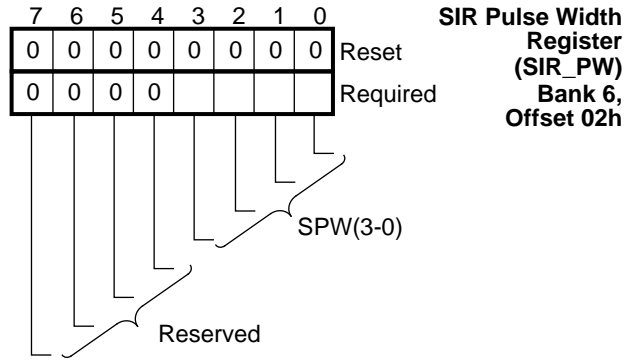 SIR Pulse Width
Register
(SIR_PW)
Bank 6,
Offset 02h
7 6 5 4 3 2 1 0
0 0 0 0 0 0 0 0 Reset
0 0 0 0 Required
SPW(3-0)
Reserved